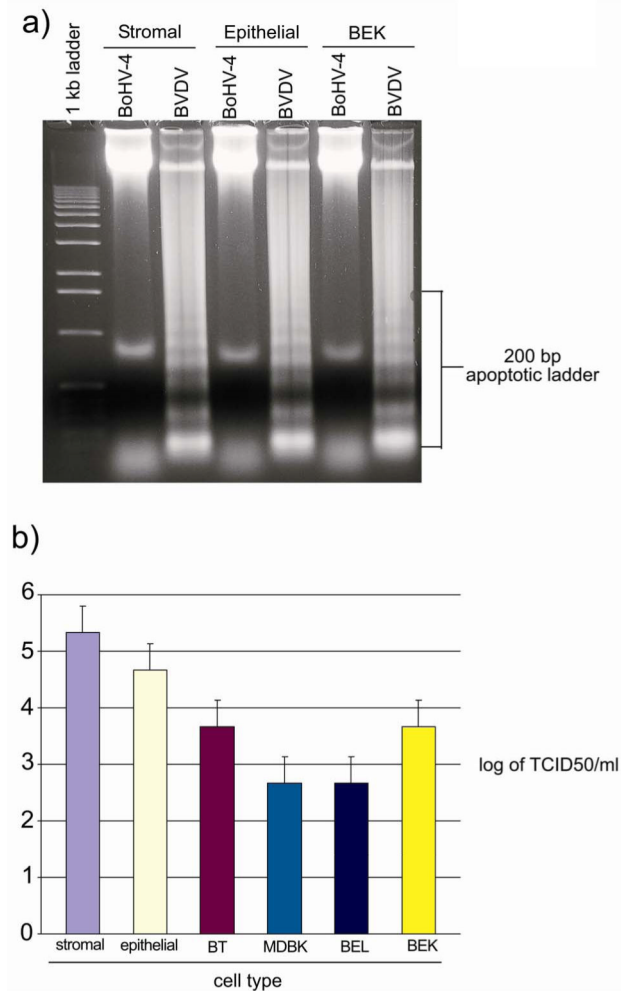 a)
1 kb ladder
Stromal
Epithelial
BEK
BoHV-4
BVDV
BoHV-4
BVDV
BoHV-4
BVDV
200 bp
apoptotic ladder
b)
6
5
4
3
2
1
0
log of TCID50/ml
stromal
epithelial
BT
MDBK
BEL
BEK
cell type